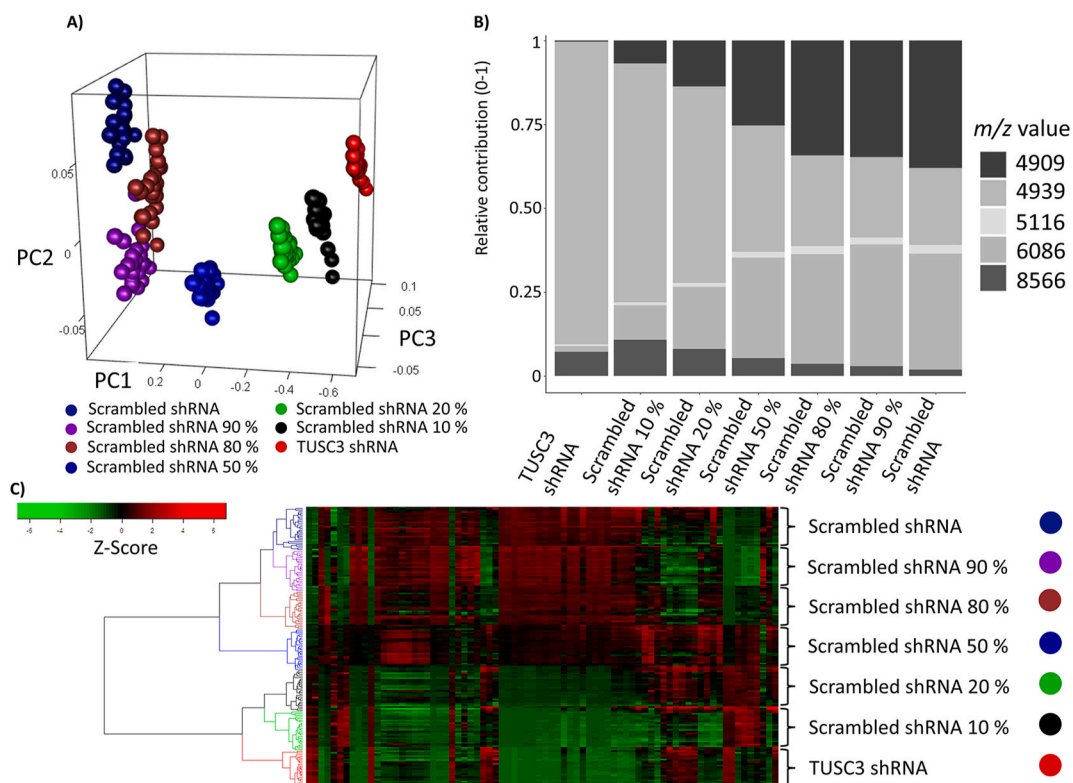 A)
0.05
PC2
0
-0.05
0.1
0.05
PC3
-0.05
PC1
0.2
0
-0.2
-0.4
-0.6
Scrambled shRNA
Scrambled shRNA 90 %
Scrambled shRNA 80 %
Scrambled shRNA 50 %
Scrambled shRNA 20 %
Scrambled shRNA 10 %
TUSC3 shRNA
B)
Relative contribution (0-1)
1
0.75
0.50
0.25
0
TUSC3
shRNA
Scrambled
shRNA 10 %
Scrambled
shRNA 20 %
Scrambled
shRNA 50 %
Scrambled
shRNA 80 %
Scrambled
shRNA 90 %
Scrambled
shRNA
m/z value
4909
4939
5116
6086
8566
C)
-6 -4 -2 0 2 4 6
Z-Score
Scrambled shRNA
Scrambled shRNA 90 %
Scrambled shRNA 80 %
Scrambled shRNA 50 %
Scrambled shRNA 20 %
Scrambled shRNA 10 %
TUSC3 shRNA